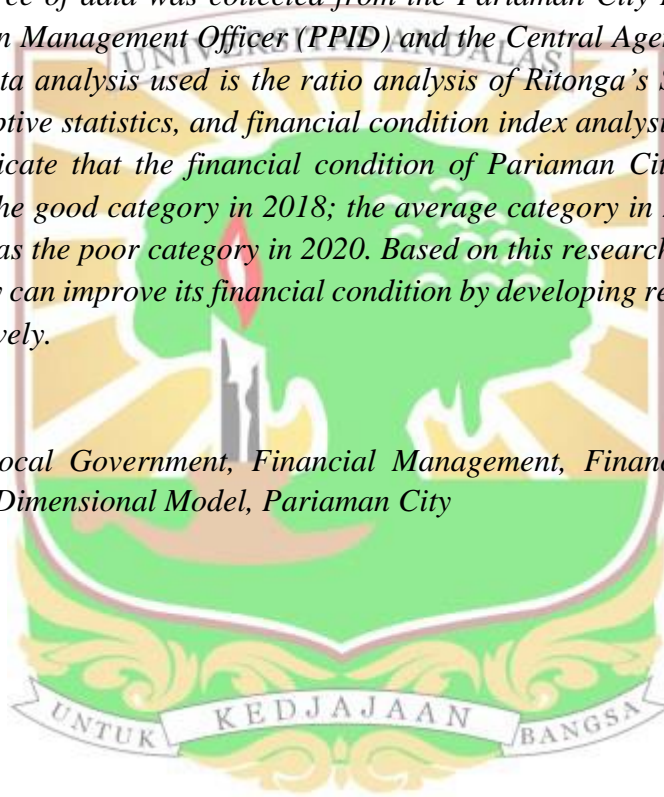 ree of data was collected from the Pariaman City
n Management Officer (PPID) and the Central Age
UNIVERSITAS ANDALAS
ta analysis used is the ratio analysis of Ritonga's S
ptive statistics, and financial condition index analysi
icate that the financial condition of Pariaman Ci
he good category in 2018; the average category in
as the poor category in 2020. Based on this research
y can improve its financial condition by developing re
vely.
ocal Government, Financial Management, Financ
Dimensional Model, Pariaman City
UNTUK KEDJAJAAN BANGSA